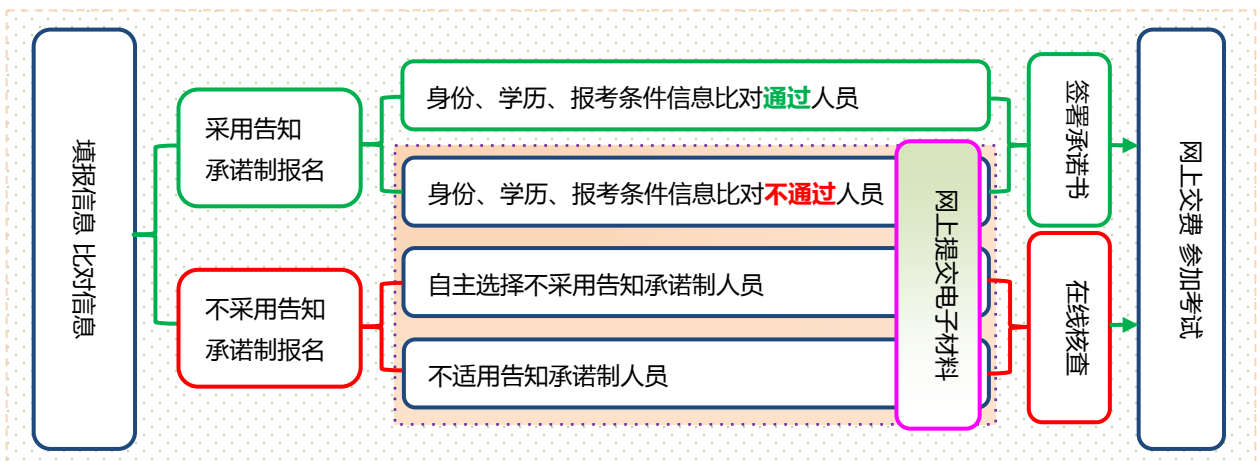 填报信息 比对信息
采用告知
承诺制报名
不采用告知
承诺制报名
身份、学历、报考条件信息比对通过人员
身份、学历、报考条件信息比对不通过人员
自主选择不采用告知承诺制人员
不适用告知承诺制人员
网上提交电子材料
签署承诺书
在线核查
网上交费 参加考试